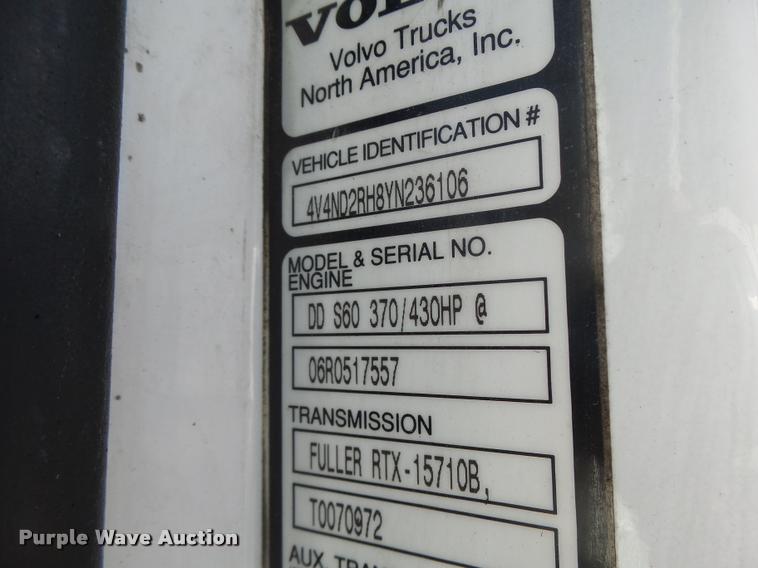 Volvo Trucks
North America, Inc.
VEHICLE IDENTIFICATION #
4V4ND2RH8YN236106
MODEL & SERIAL NO.
ENGINE
DD S60 370/430HP @
06R0517557
TRANSMISSION
FULLER RTX-15710B,
T0070972
AUX.
Purple Wave Auction